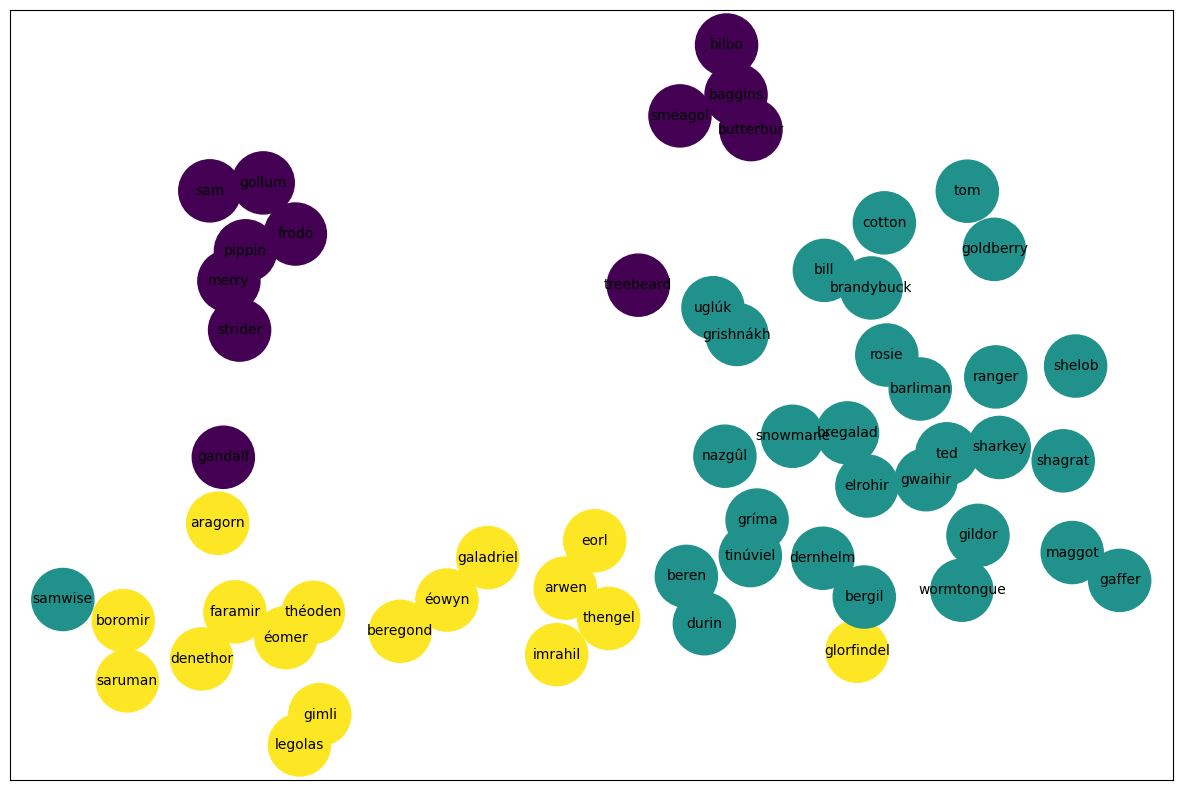 bilbo
baggins
sméagol
butterbur
sam
gollum
tom
cotton
frodo
goldberry
pippin
bill
merry
treebeard
brandybuck
uglúk
strider
grishnákh
rosie
shelob
ranger
barliman
bregalad
snowmane
sharkey
ted
nazgûl
gandalf
shagrat
gwaihir
elrohir
gríma
aragorn
gildor
eorl
maggot
tinúviel
galadriel
dernhelm
beren
gaffer
arwen
wormtongue
bergil
samwise
éowyn
faramir
théoden
thengel
boromir
durin
beregond
éomer
glorfindel
imrahil
denethor
saruman
gimli
legolas